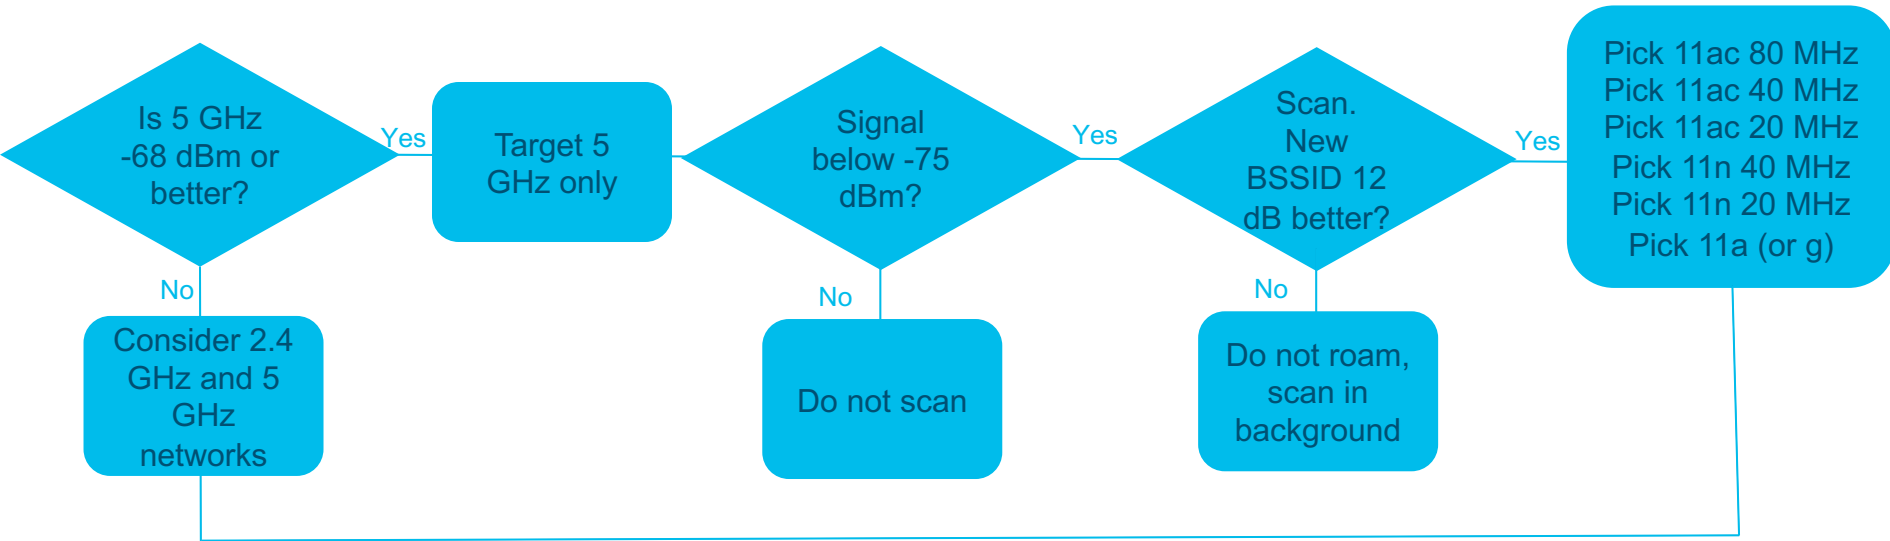 Is 5 GHz
-68 dBm or
better?
Yes
No
Consider 2.4
GHz and 5
GHz
networks
Target 5
GHz only
Signal
below -75
dBm?
Yes
No
Do not scan
Scan.
New
BSSID 12
dB better?
Yes
No
Do not roam,
scan in
background
Pick 11ac 80 MHz
Pick 11ac 40 MHz
Pick 11ac 20 MHz
Pick 11n 40 MHz
Pick 11n 20 MHz
Pick 11a (or g)